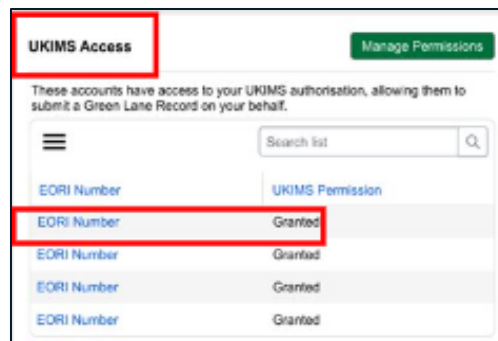 UKIMS Access
Manage Permissions
These accounts have access to your UKIMS authorisation, allowing them to
submit a Green Lane Record on your behalf.
Search list
EORI Number UKIMS Permission
EORI Number Granted
EORI Number Granted
EORI Number Granted
EORI Number Granted